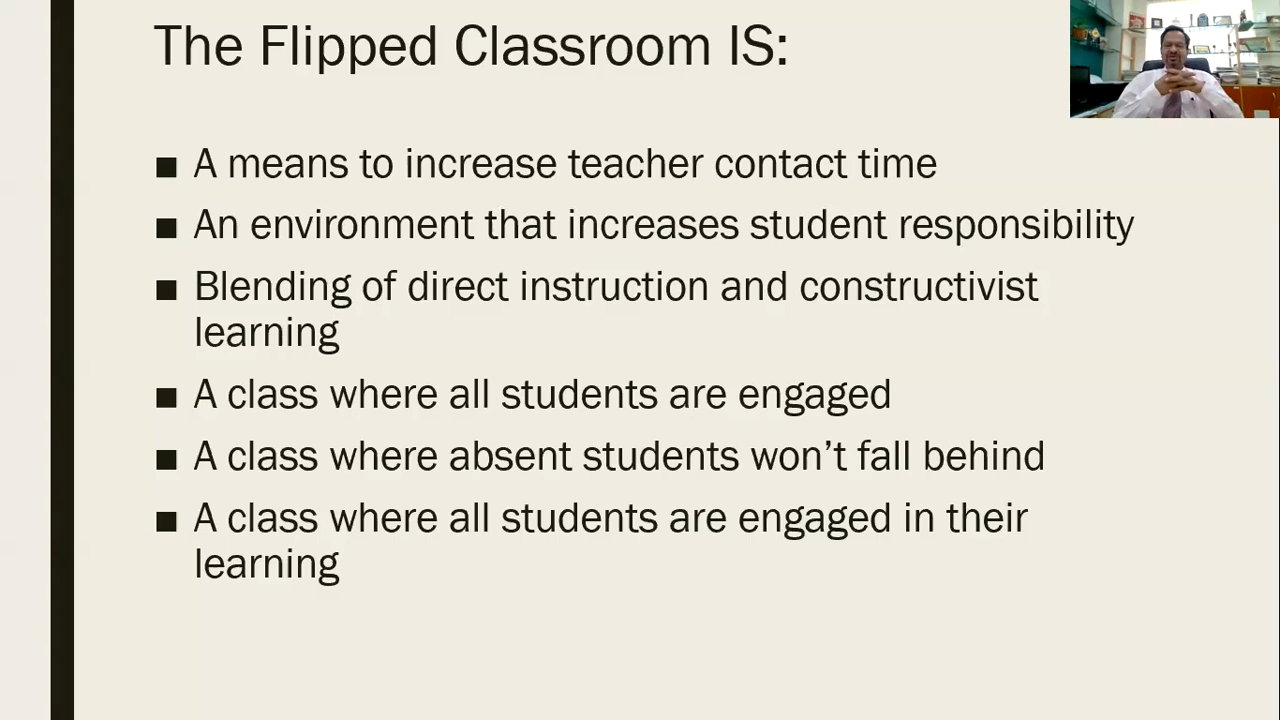 The Flipped Classroom IS:
■ A means to increase teacher contact time
■ An environment that increases student responsibility
■ Blending of direct instruction and constructivist
learning
■ A class where all students are engaged
■ A class where absent students won’t fall behind
■ A class where all students are engaged in their
learning